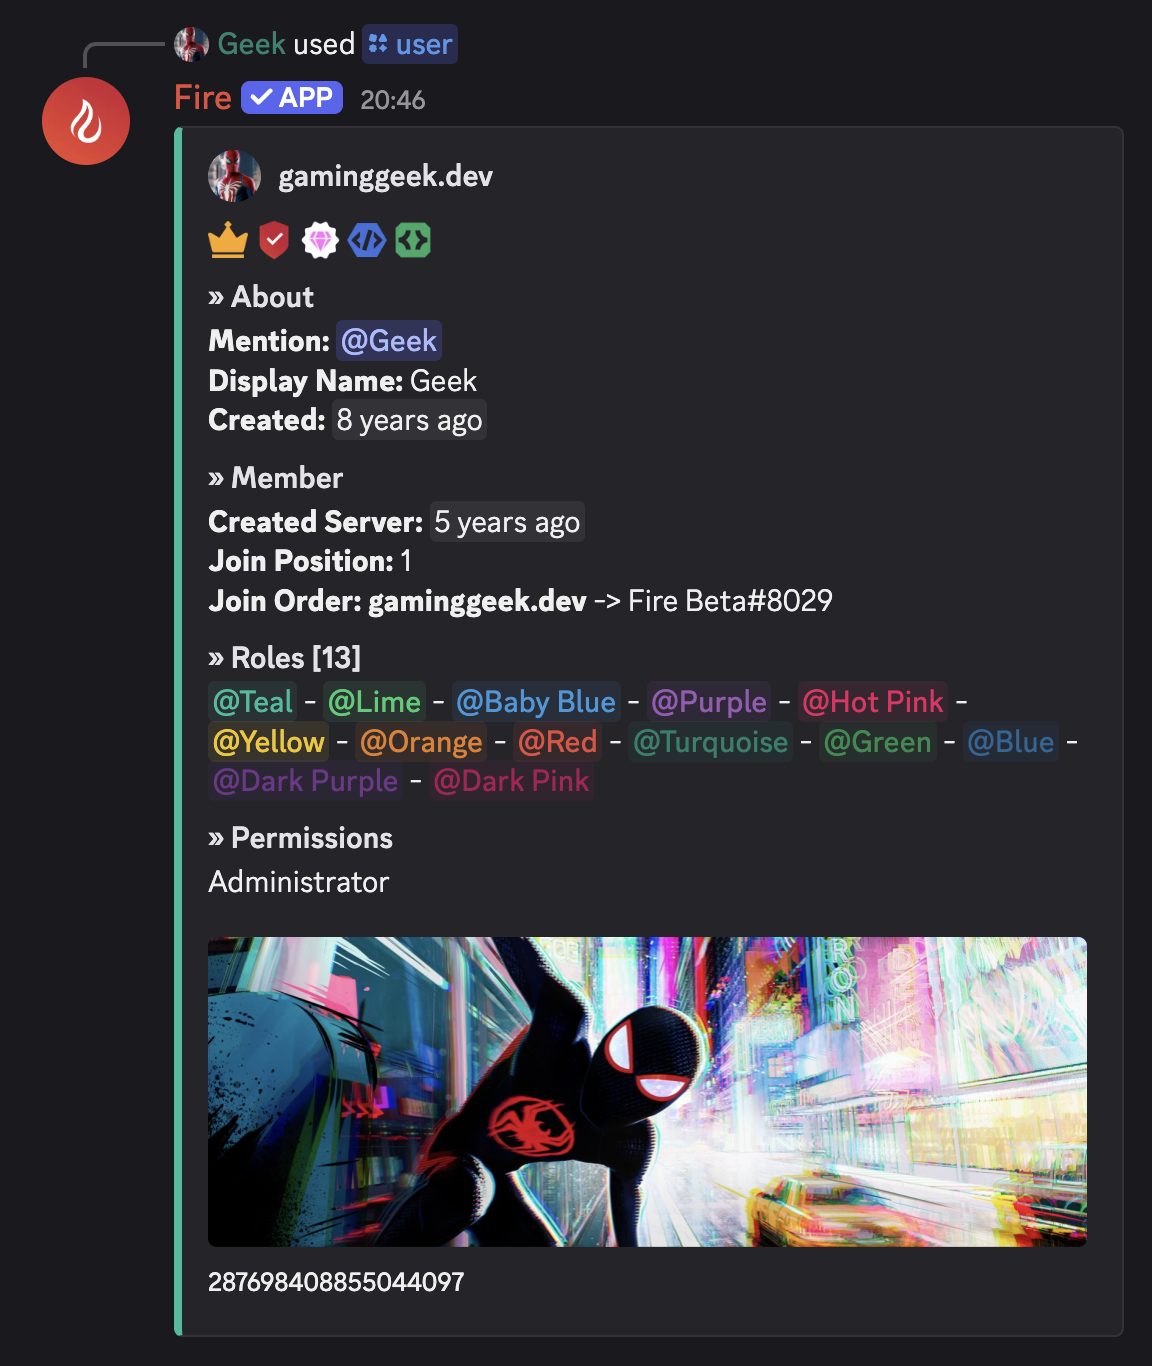 Geek used user
Fire APP 20:46
gaminggeek.dev
» About
Mention: @Geek
Display Name: Geek
Created: 8 years ago
» Member
Created Server: 5 years ago
Join Position: 1
Join Order: gaminggeek.dev -> Fire Beta#8029
» Roles [13]
@Teal - @Lime - @Baby Blue - @Purple - @Hot Pink -
@Yellow - @Orange - @Red - @Turquoise - @Green - @Blue -
@Dark Purple - @Dark Pink
» Permissions
Administrator
287698408855044097